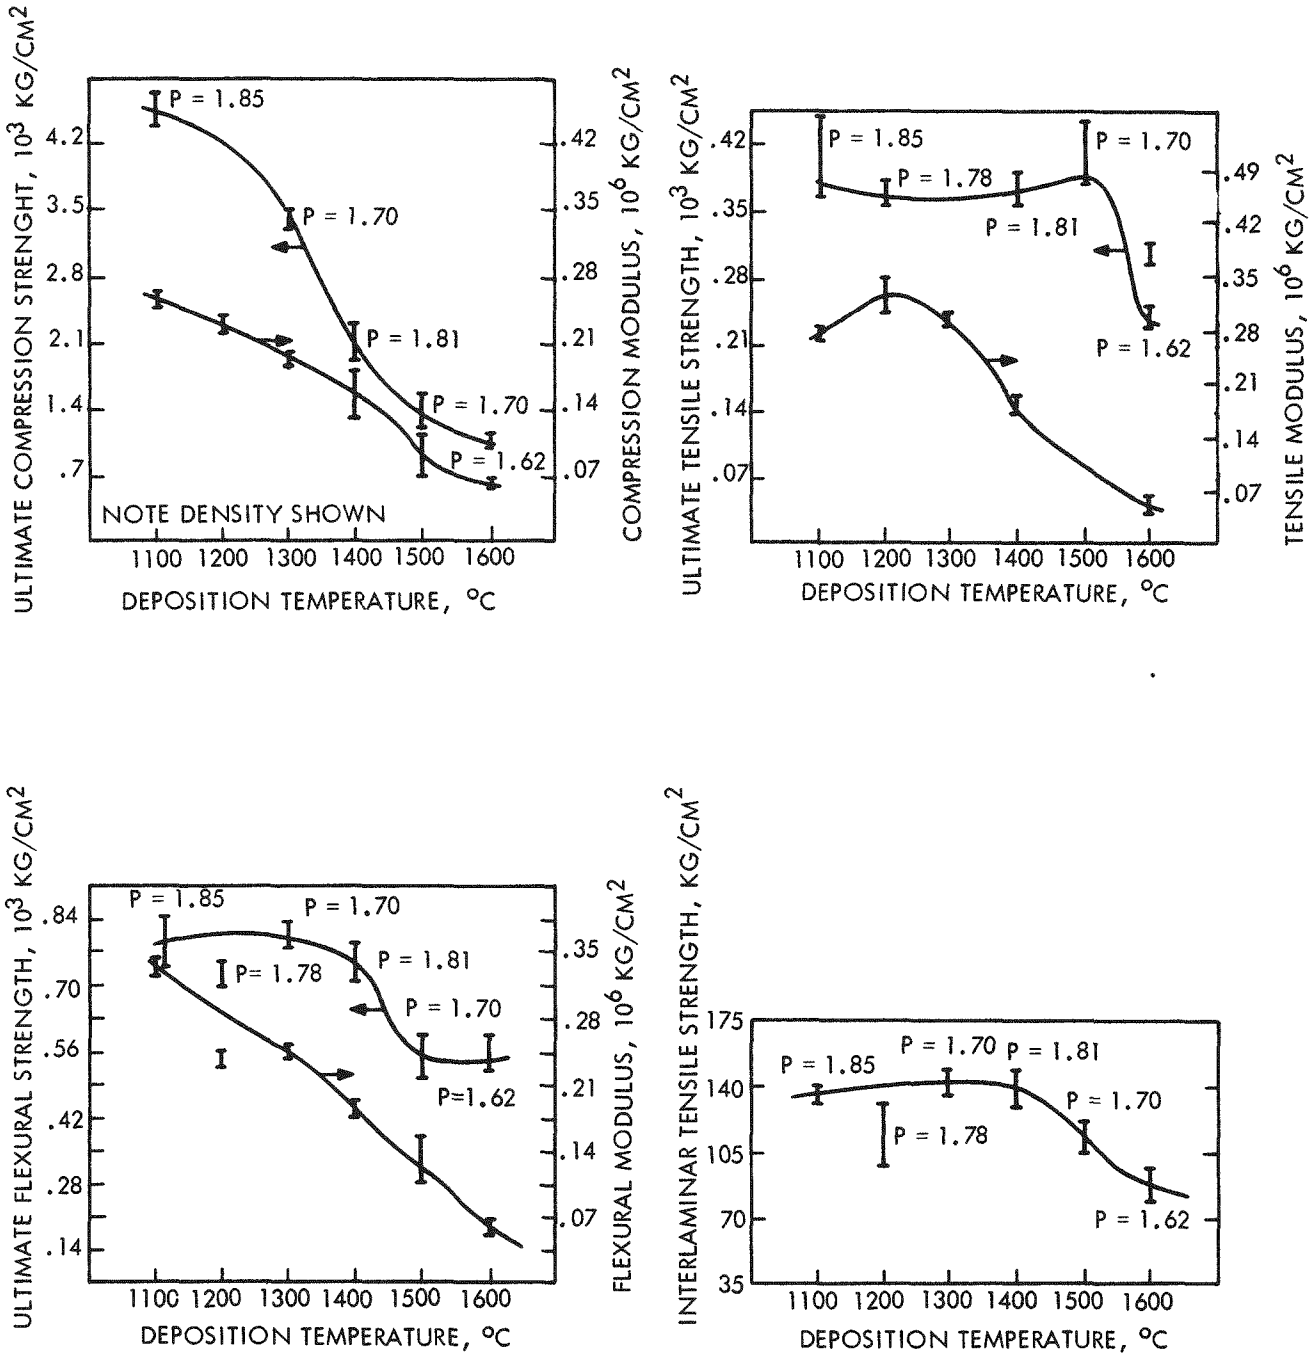 ULTIMATE COMPRESSION STRENGHT, 10³ KG/CM²
4.2
3.5
2.8
2.1
1.4
.7
P = 1.85
P = 1.70
P = 1.81
P = 1.70
P = 1.62
NOTE DENSITY SHOWN
.42
.35
.28
.21
.14
.07
COMPRESSION MODULUS, 10⁶ KG/CM²
1100 1200 1300 1400 1500 1600
DEPOSITION TEMPERATURE, °C
ULTIMATE TENSILE STRENGTH, 10³ KG/CM²
.42
.35
.28
.21
.14
.07
P = 1.85
P = 1.78
P = 1.81
P = 1.70
P = 1.62
.49
.42
.35
.28
.21
.14
.07
TENSILE MODULUS, 10⁶ KG/CM²
1100 1200 1300 1400 1500 1600
DEPOSITION TEMPERATURE, °C
ULTIMATE FLEXURAL STRENGTH, 10³ KG/CM²
.84
.70
.56
.42
.28
.14
P = 1.85
P = 1.70
P = 1.81
P= 1.78
P = 1.70
P=1.62
.35
.28
.21
.14
.07
FLEXURAL MODULUS, 10⁶ KG/CM²
1100 1200 1300 1400 1500 1600
DEPOSITION TEMPERATURE, °C
INTERLAMINAR TENSILE STRENGTH, KG/CM²
175
140
105
70
35
P = 1.85
P = 1.70 P = 1.81
P = 1.70
P = 1.78
P = 1.62
1100 1200 1300 1400 1500 1600
DEPOSITION TEMPERATURE, °C